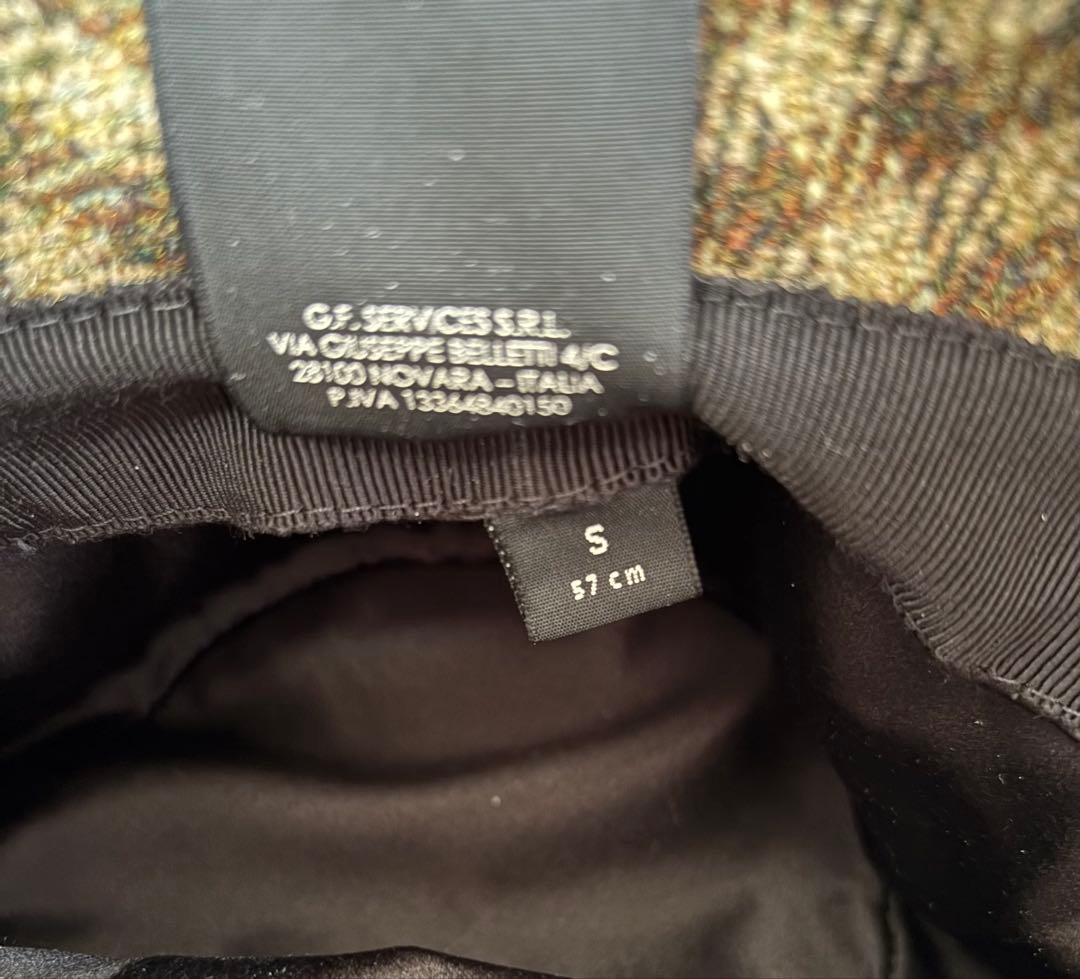 G.F. SERVICES S.R.L.
VIA GIUSEPPE BELLETTI 4/C
28100 NOVARA - ITALIA
P.IVA 13364840150
S
57 cm